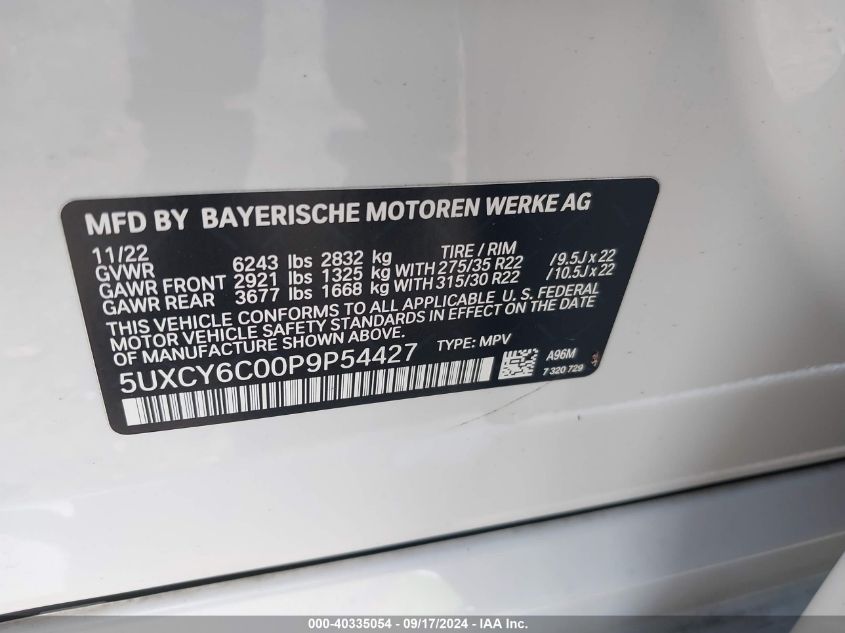 MFD BY BAYERISCHE MOTOREN WERKE AG
11/22 TIRE / RIM
GVWR 6243 lbs 2832 kg
GAWR FRONT 2921 lbs 1325 kg WITH 275/35 R22 /9.5J x 22
GAWR REAR 3677 lbs 1668 kg WITH 315/30 R22 /10.5J x 22
THIS VEHICLE CONFORMS TO ALL APPLICABLE U. S. FEDERAL
MOTOR VEHICLE SAFETY STANDARDS IN EFFECT ON THE DATE
OF MANUFACTURE SHOWN ABOVE.
5UXCY6C00P9P54427 TYPE: MPV
A96M
7 320 729
000-40335054 - 09/17/2024 - IAA Inc.